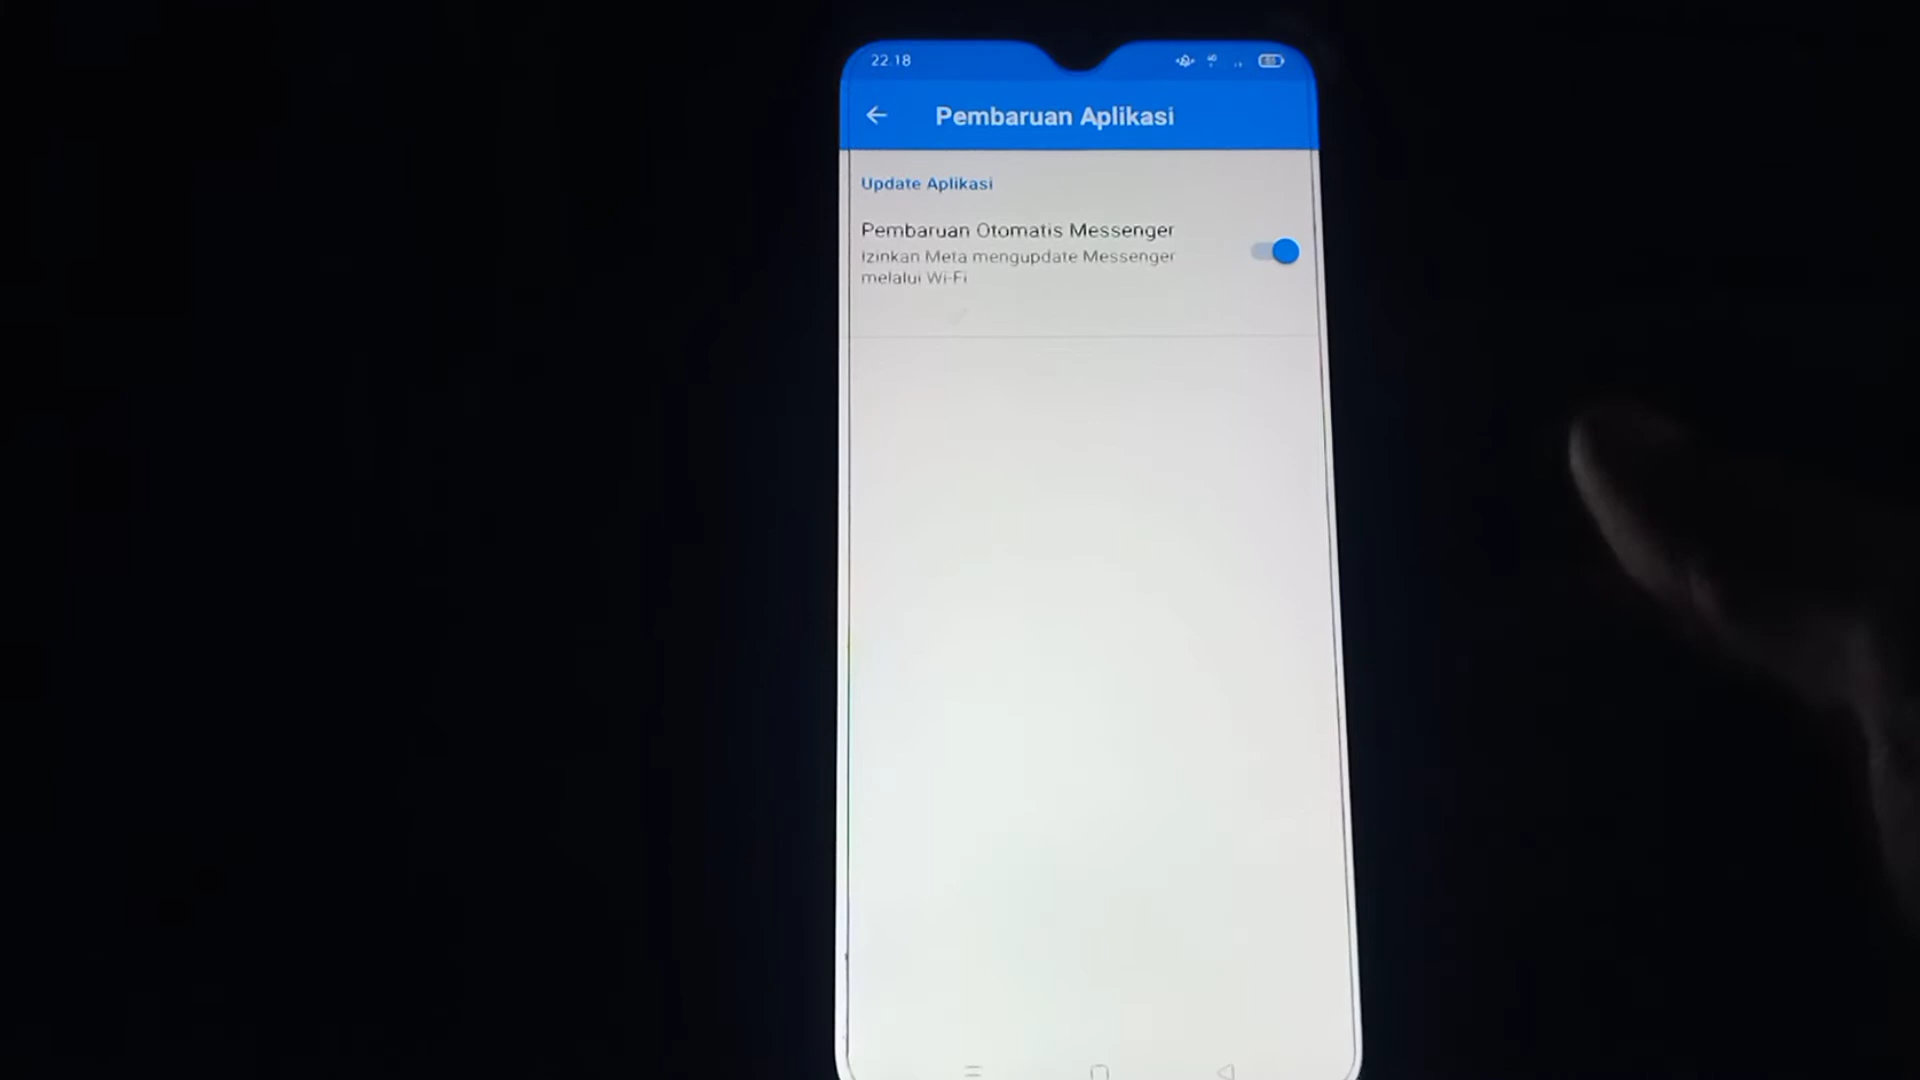 22.18
Pembaruan Aplikasi
Update Aplikasi
Pembaruan Otomatis Messenger
Izinkan Meta mengupdate Messenger
melalui Wi-Fi